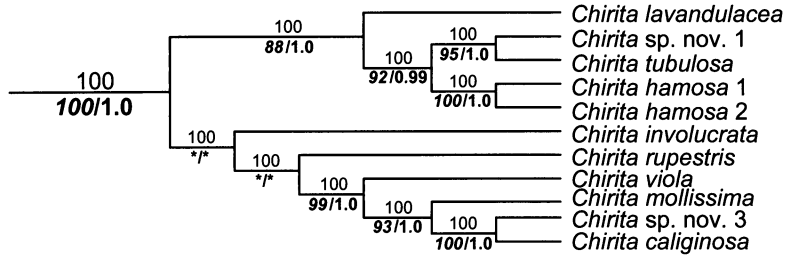 100
88/1.0
100
92/0.99
100
95/1.0
100
100/1.0
100
100/1.0
100
*/*
100
*/*
100
99/1.0
100
93/1.0
100
100/1.0
Chirita lavandulacea
Chirita sp. nov. 1
Chirita tubulosa
Chirita hamosa 1
Chirita hamosa 2
Chirita involucrata
Chirita rupestris
Chirita viola
Chirita mollissima
Chirita sp. nov. 3
Chirita caliginosa